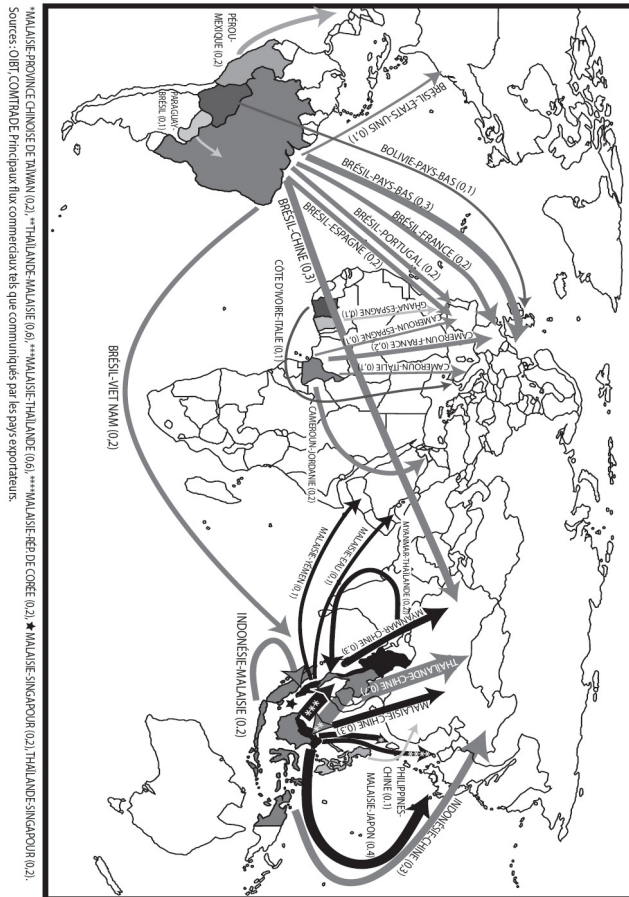 PÉROU-
MEXIQUE (0,2)
PARAGUAY-
BRÉSIL (0,1)
BRÉSIL-ÉTATS-UNIS (0,1)
BOLIVIE-PAYS-BAS (0,1)
BRÉSIL-PAYS-BAS (0,3)
BRÉSIL-FRANCE (0,2)
BRÉSIL-PORTUGAL (0,2)
BRÉSIL-ESPAGNE (0,2)
BRÉSIL-CHINE (0,3)
BRÉSIL-VIET NAM (0,2)
CÔTE D'IVOIRE-ITALIE (0,1)
GHANA-ESPAGNE (0,1)
CAMEROUN-ESPAGNE (0,1)
CAMEROUN-FRANCE (0,2)
CAMEROUN-ITALIE (0,1)
CAMEROUN-JORDANIE (0,2)
MALAISIE-YÉMEN (0,1)
MALAISIE-EAU (0,1)
MYANMAR-THAÏLANDE (0,2)
MYANMAR-CHINE (0,3)
THAÏLANDE-CHINE (0,7)
MALAISIE-CHINE (0,3)
INDONÉSIE-MALAISIE (0,2)
PHILIPPINES-
CHINE (0,1)
MALAISIE-JAPON (0,4)
INDONÉSIE-CHINE (0,3)
*MALAISIE-PROVINCE CHINOISE DE TAÏWAN (0,2), **THAÏLANDE-MALAISIE (0,6), ***MALAISIE-THAÏLANDE (0,6), ****MALAISIE-RÉP. DE CORÉE (0,2), ★ MALAISIE-SINGAPOUR (0,2) THAÏLANDE-SINGAPOUR (0,2).
Sources : OIBT, COMTRADE Principaux flux commerciaux tels que communiqués par les pays exportateurs.